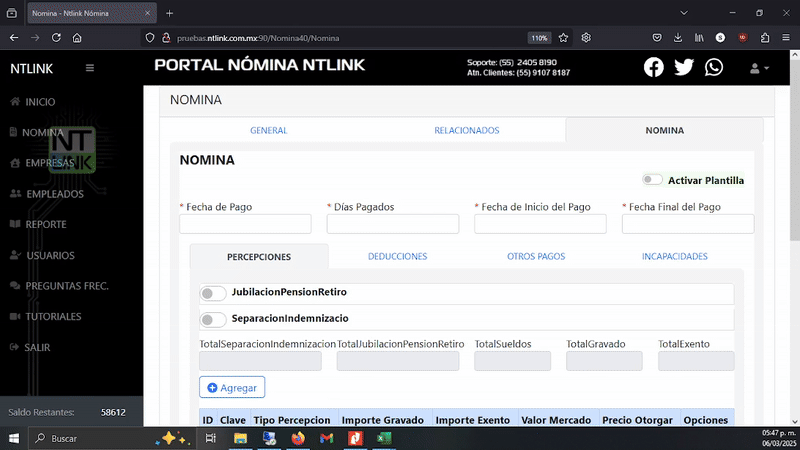 Nomina - Ntlink Nómina
pruebas.ntlink.com.mx:90/Nomina40/Nomina
110%
NTLINK
PORTAL NÓMINA NTLINK
Soporte: (55) 2405 8190
Atn. Clientes: (55) 9107 8187
INICIO
NOMINA
EMPRESAS
EMPLEADOS
REPORTE
USUARIOS
PREGUNTAS FREC.
TUTORIALES
SALIR
NT
LINK
Saldo Restantes: 58612
NOMINA
GENERAL RELACIONADOS NOMINA
NOMINA
Activar Plantilla
* Fecha de Pago * Días Pagados * Fecha de Inicio del Pago * Fecha Final del Pago
PERCEPCIONES DEDUCCIONES OTROS PAGOS INCAPACIDADES
JubilacionPensionRetiro
SeparacionIndemnizacio
TotalSeparacionIndemnizacion TotalJubilacionPensionRetiro TotalSueldos TotalGravado TotalExento
Agregar
ID Clave Tipo Percepcion Importe Gravado Importe Exento Valor Mercado Precio Otorgar Opciones
Buscar
05:47 p. m.
06/03/2025